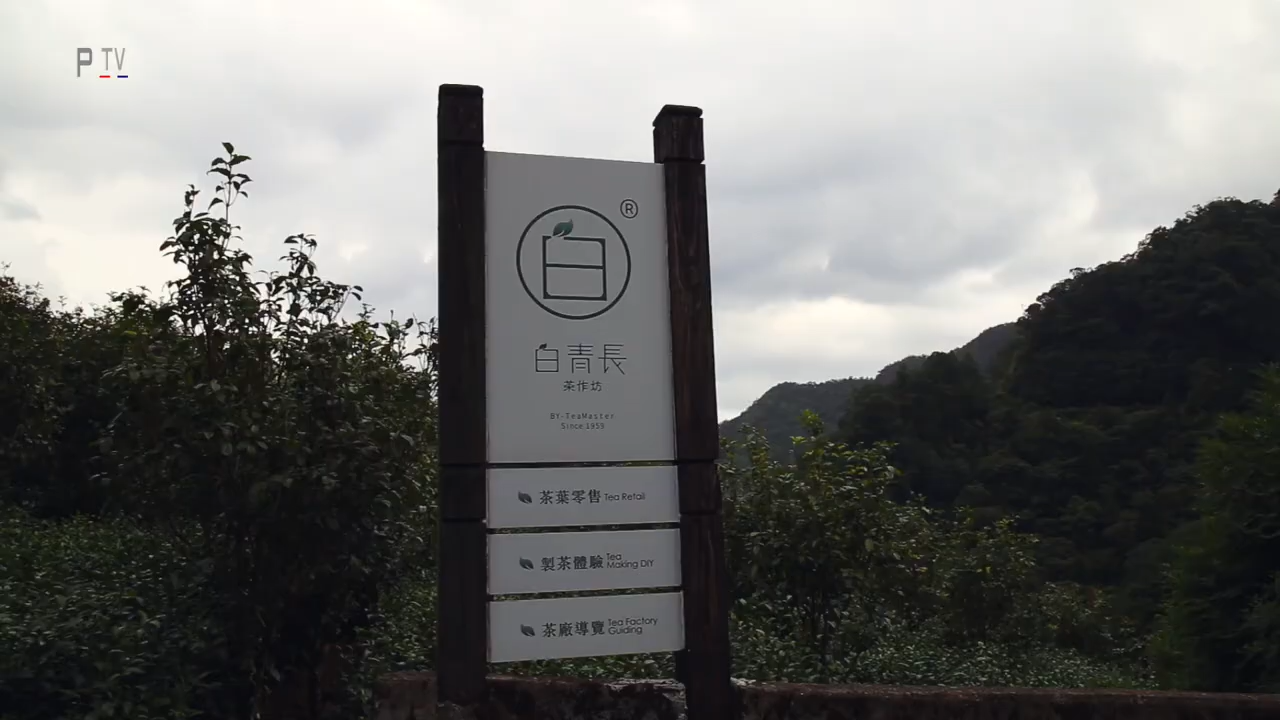 P TV
®
白
白青長
茶作坊
BY-TeaMaster
Since 1959
茶葉零售 Tea Retail
製茶體驗 Tea Making DIY
茶廠導覽 Tea Factory Guiding